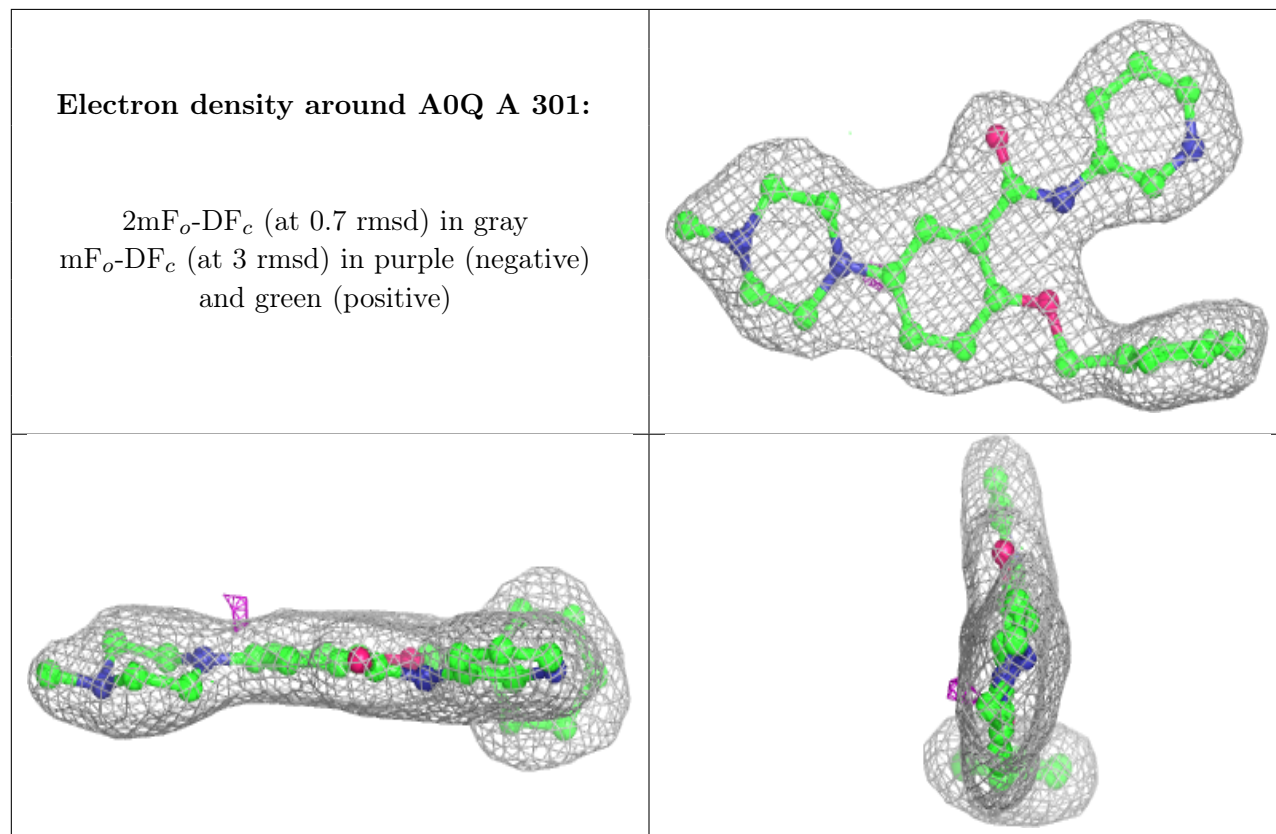 Electron density around A0Q A 301:
2mFₒ-DF𝒸 (at 0.7 rmsd) in gray
mFₒ-DF𝒸 (at 3 rmsd) in purple (negative)
and green (positive)